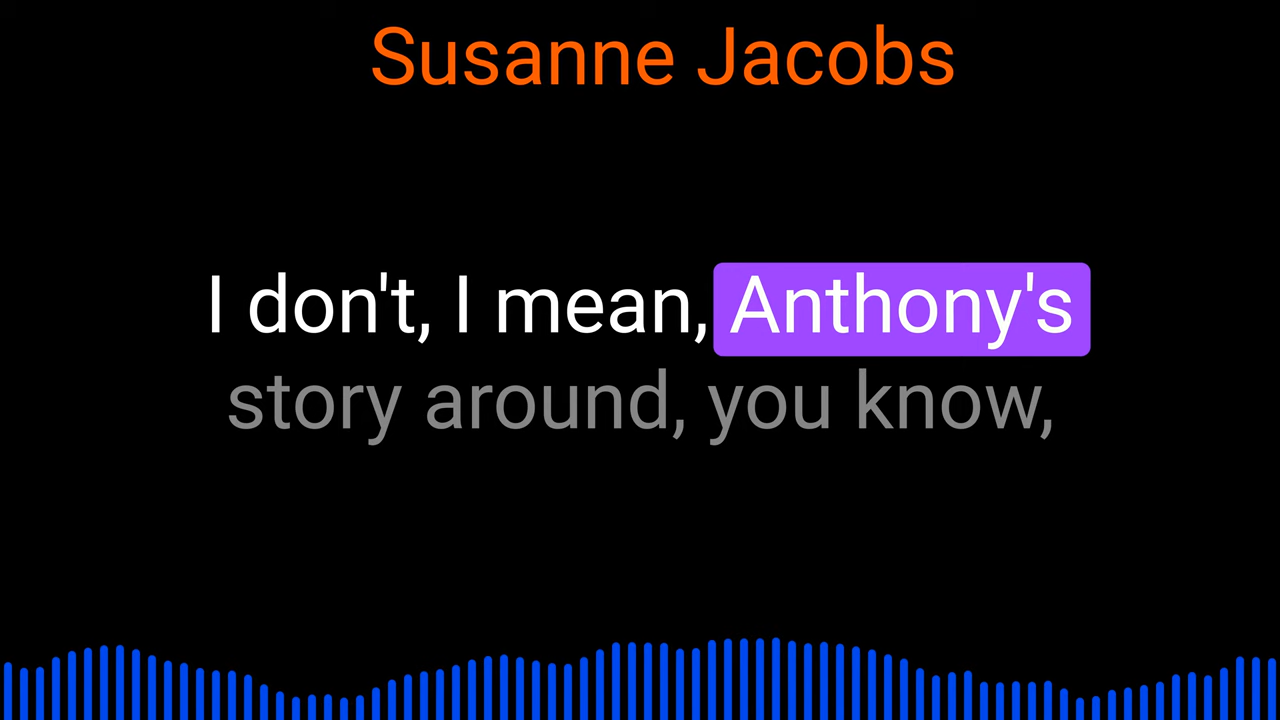 Susanne Jacobs
I don't, I mean, Anthony's
story around, you know,